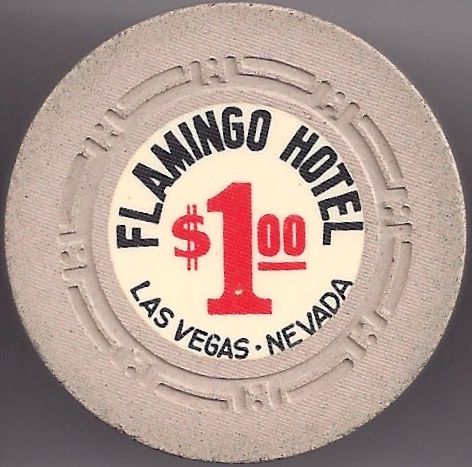 FLAMINGO HOTEL
$1.00
LAS VEGAS · NEVADA